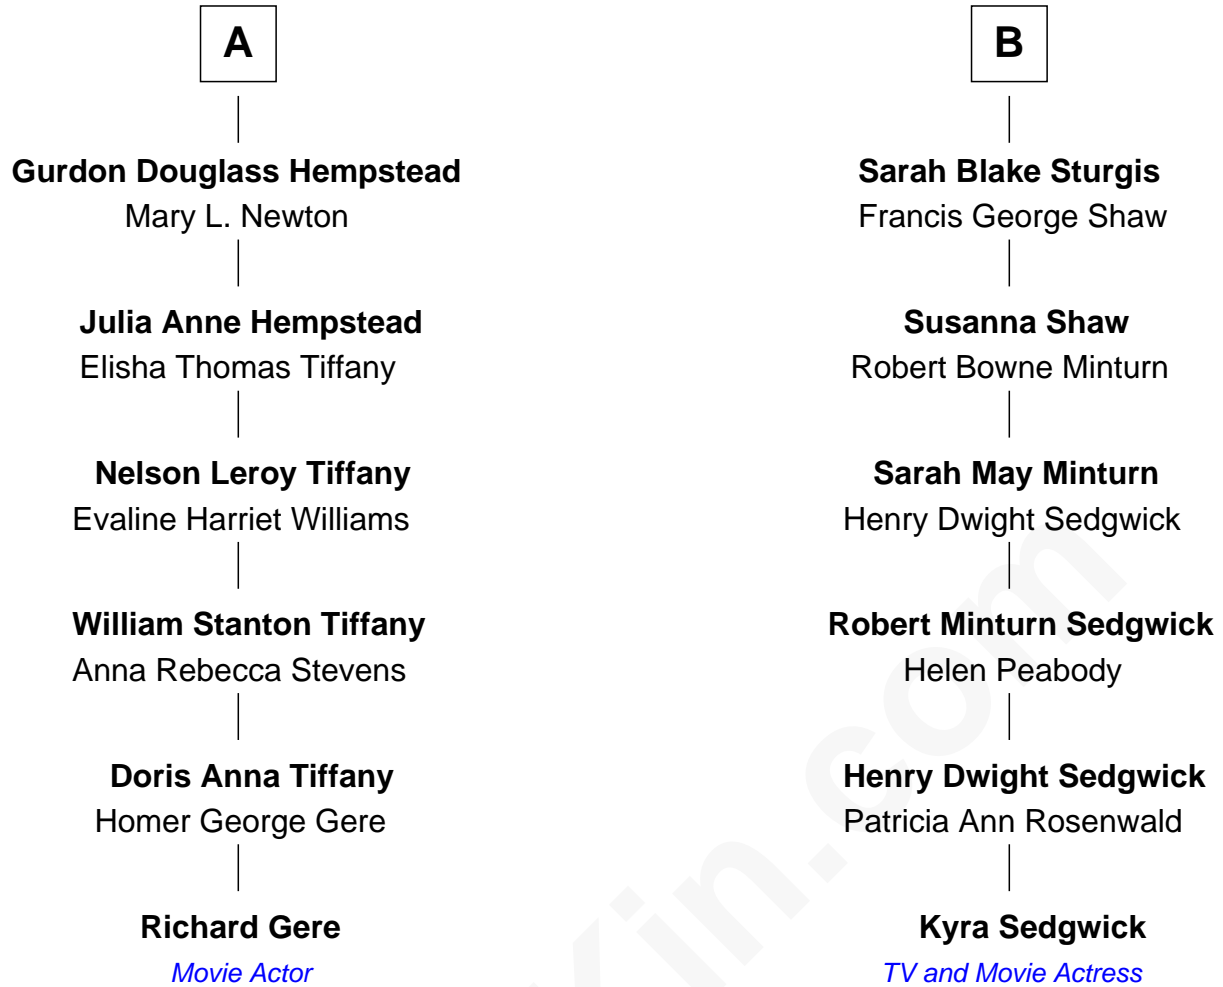 A
Gurdon Douglass Hempstead
Mary L. Newton
Julia Anne Hempstead
Elisha Thomas Tiffany
Nelson Leroy Tiffany
Evaline Harriet Williams
William Stanton Tiffany
Anna Rebecca Stevens
Doris Anna Tiffany
Homer George Gere
Richard Gere
Movie Actor
B
Sarah Blake Sturgis
Francis George Shaw
Susanna Shaw
Robert Bowne Minturn
Sarah May Minturn
Henry Dwight Sedgwick
Robert Minturn Sedgwick
Helen Peabody
Henry Dwight Sedgwick
Patricia Ann Rosenwald
Kyra Sedgwick
TV and Movie Actress
Kin.com